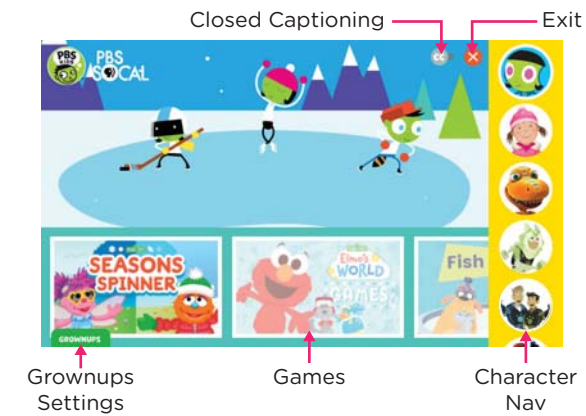 Closed Captioning
Exit
PBS
KIDS
PBS
SOCAL
CC
SEASONS
SPINNER
Elmo's
WORLD
GAMES
Fish
GROWNUPS
Grownups
Settings
Games
Character
Nav